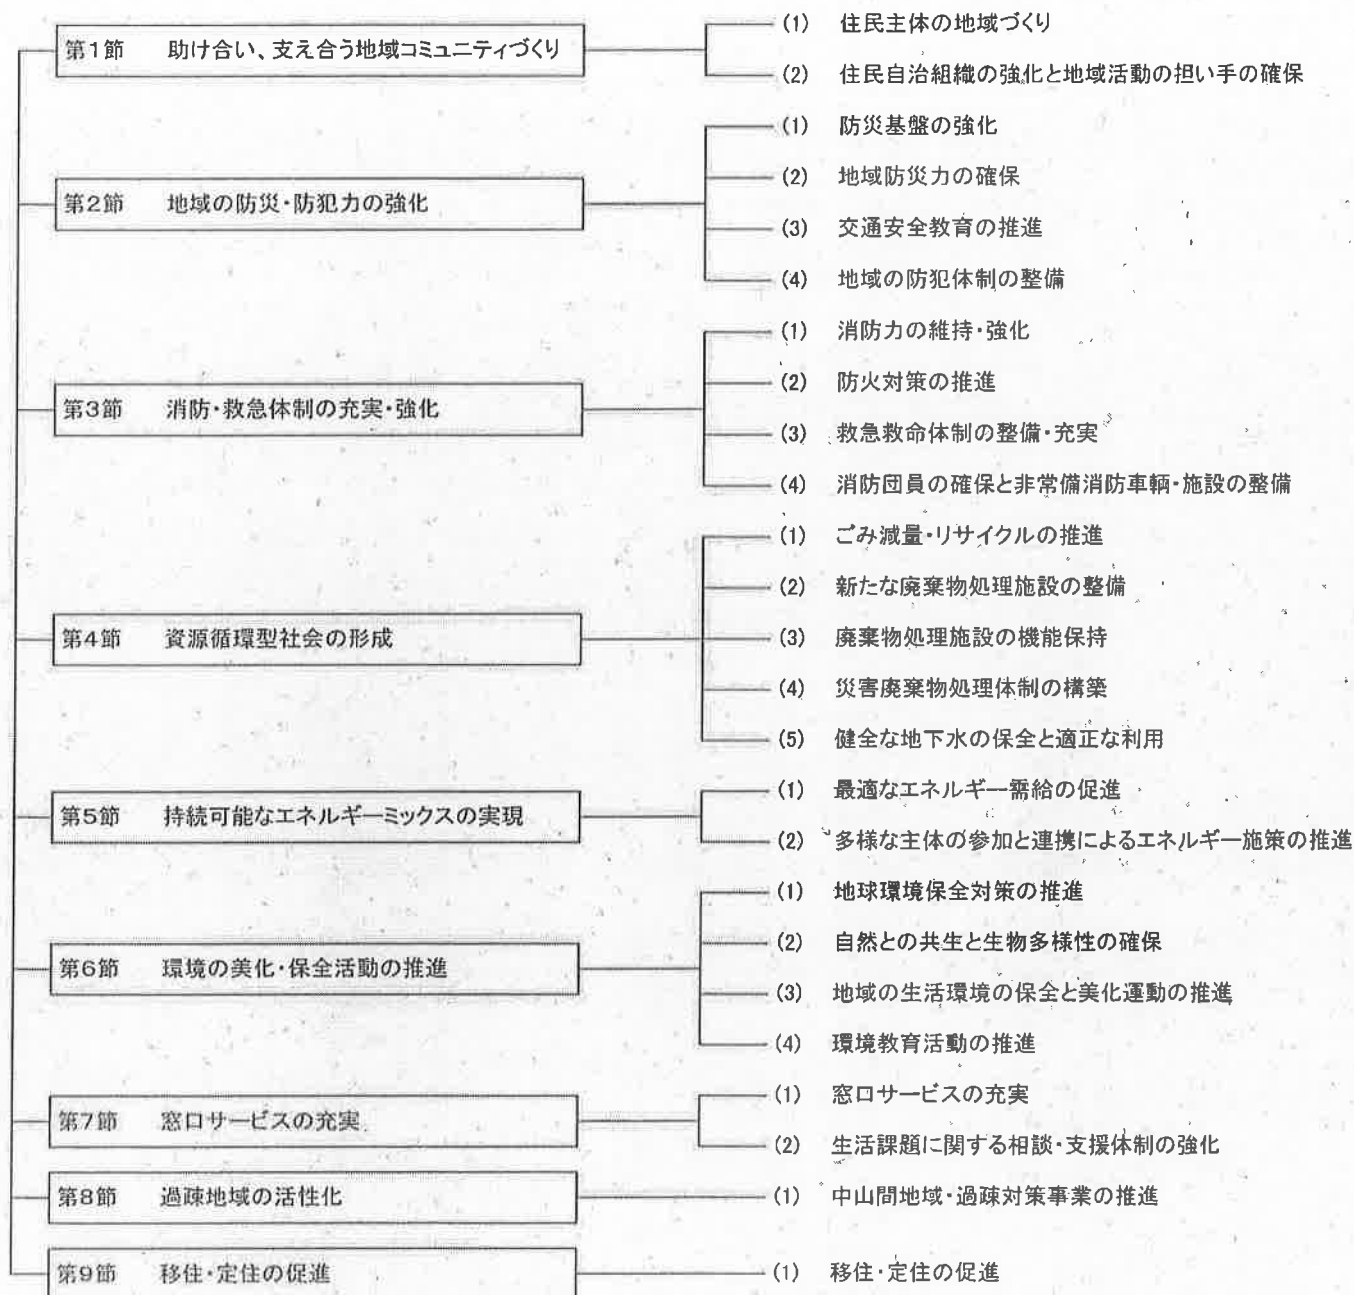 第1節 助け合い、支え合う地域コミュニティづくり
(1) 住民主体の地域づくり
(2) 住民自治組織の強化と地域活動の担い手の確保
第2節 地域の防災・防犯力の強化
(1) 防災基盤の強化
(2) 地域防災力の確保
(3) 交通安全教育の推進
(4) 地域の防犯体制の整備
第3節 消防・救急体制の充実・強化
(1) 消防力の維持・強化
(2) 防火対策の推進
(3) 救急救命体制の整備・充実
(4) 消防団員の確保と非常備消防車輌・施設の整備
第4節 資源循環型社会の形成
(1) ごみ減量・リサイクルの推進
(2) 新たな廃棄物処理施設の整備
(3) 廃棄物処理施設の機能保持
(4) 災害廃棄物処理体制の構築
(5) 健全な地下水の保全と適正な利用
第5節 持続可能なエネルギーミックスの実現
(1) 最適なエネルギー需給の促進
(2) 多様な主体の参加と連携によるエネルギー施策の推進
第6節 環境の美化・保全活動の推進
(1) 地球環境保全対策の推進
(2) 自然との共生と生物多様性の確保
(3) 地域の生活環境の保全と美化運動の推進
(4) 環境教育活動の推進
第7節 窓口サービスの充実
(1) 窓口サービスの充実
(2) 生活課題に関する相談・支援体制の強化
第8節 過疎地域の活性化
(1) 中山間地域・過疎対策事業の推進
第9節 移住・定住の促進
(1) 移住・定住の促進